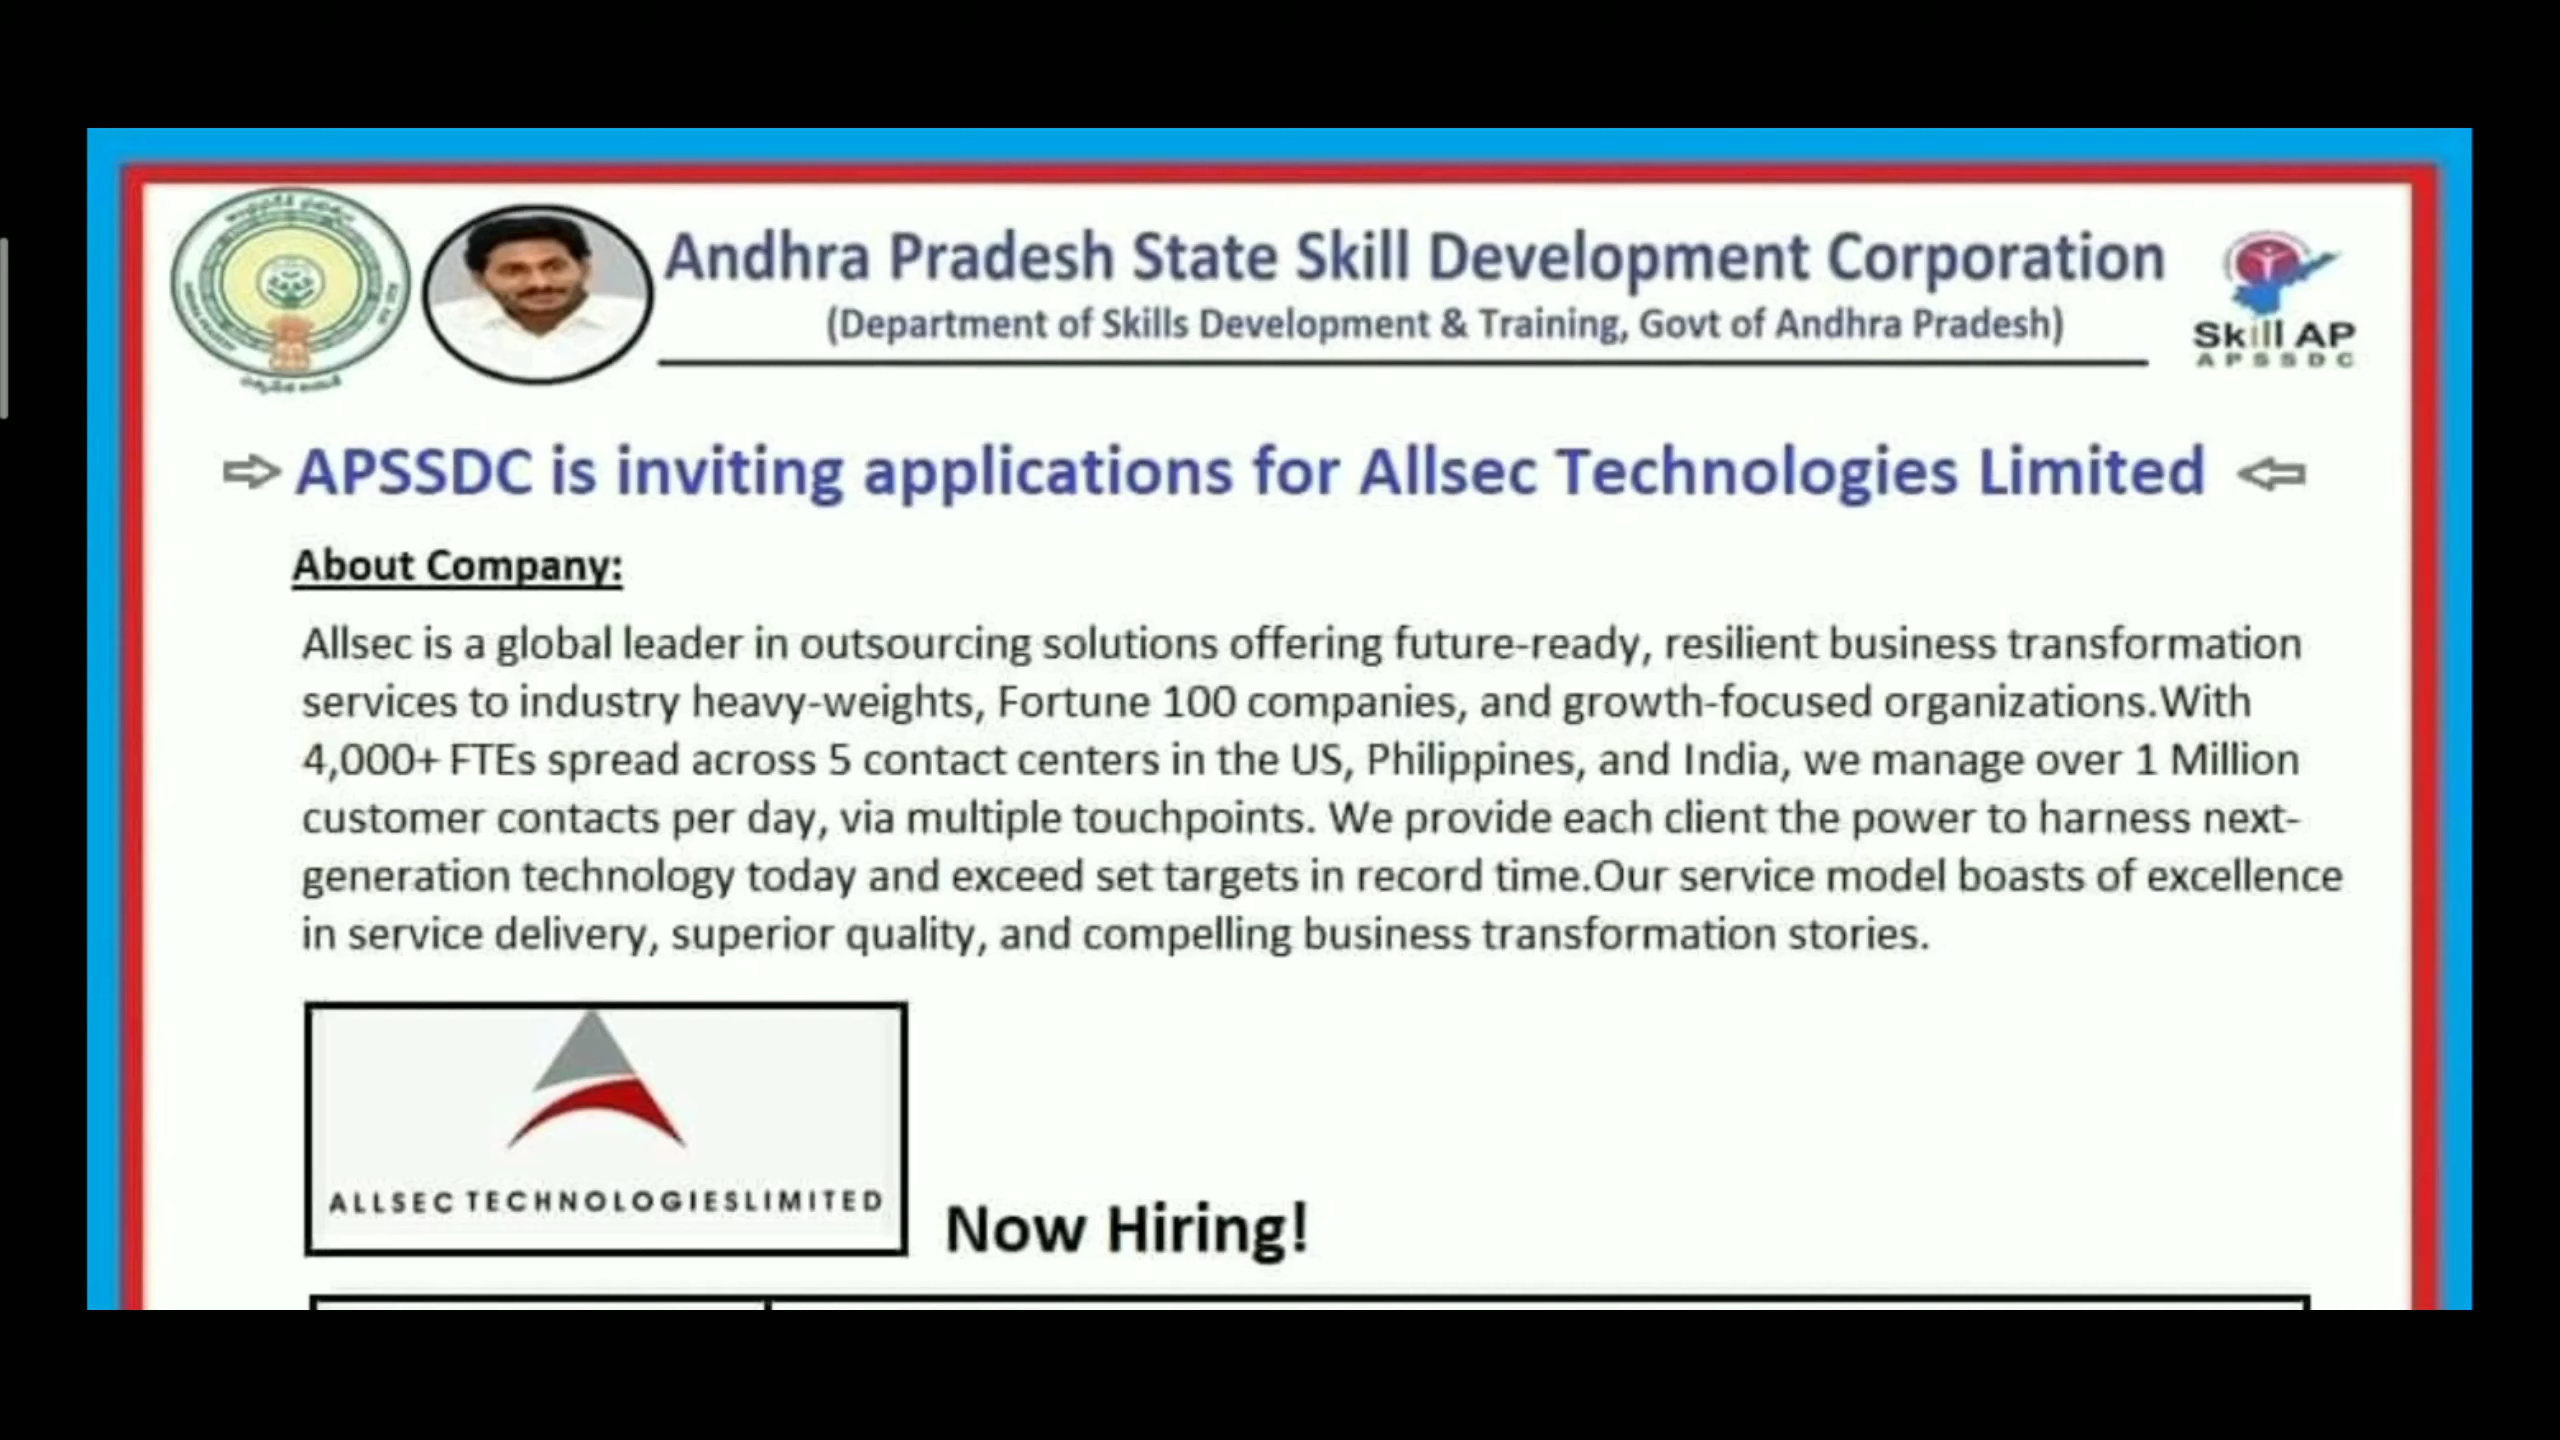 Andhra Pradesh State Skill Development Corporation
(Department of Skills Development & Training, Govt of Andhra Pradesh)
Skill AP
APSSDC
APSSDC is inviting applications for Allsec Technologies Limited
About Company:
Allsec is a global leader in outsourcing solutions offering future-ready, resilient business transformation
services to industry heavy-weights, Fortune 100 companies, and growth-focused organizations.With
4,000+ FTEs spread across 5 contact centers in the US, Philippines, and India, we manage over 1 Million
customer contacts per day, via multiple touchpoints. We provide each client the power to harness next-
generation technology today and exceed set targets in record time.Our service model boasts of excellence
in service delivery, superior quality, and compelling business transformation stories.
ALLSEC TECHNOLOGIESLIMITED
Now Hiring!